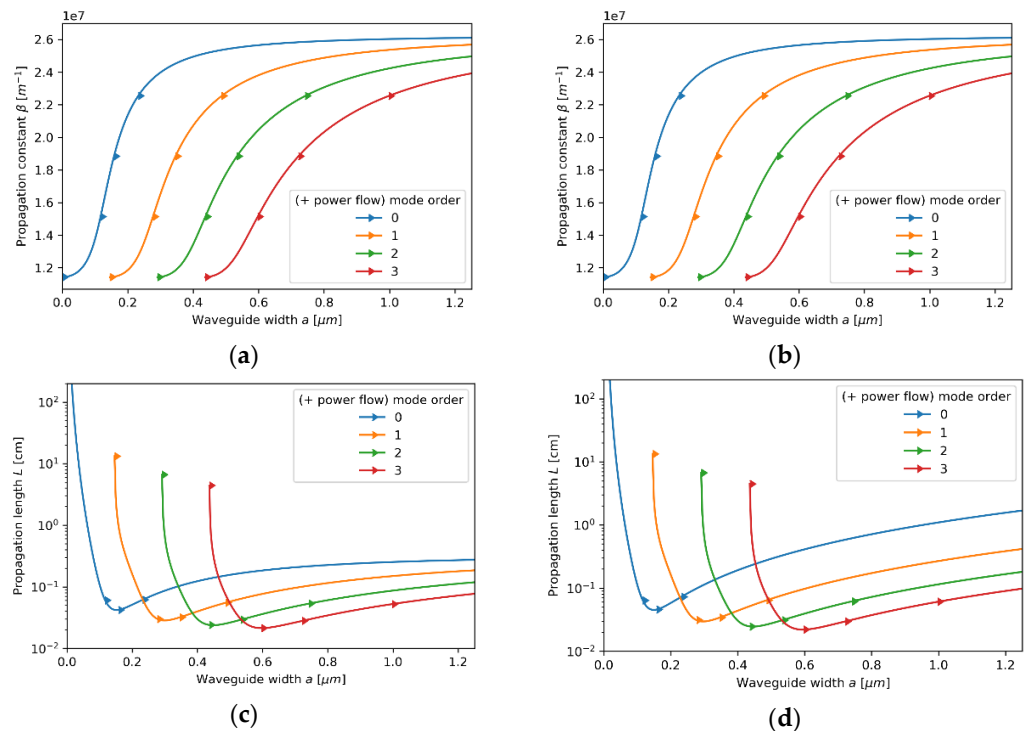 1e7
Propagation constant β [m⁻¹]
2.6
2.4
2.2
2.0
1.8
1.6
1.4
1.2
(+ power flow) mode order
0
1
2
3
0.0 0.2 0.4 0.6 0.8 1.0 1.2
Waveguide width a [μm]
(a)
1e7
Propagation constant β [m⁻¹]
2.6
2.4
2.2
2.0
1.8
1.6
1.4
1.2
(+ power flow) mode order
0
1
2
3
0.0 0.2 0.4 0.6 0.8 1.0 1.2
Waveguide width a [μm]
(b)
Propagation length L [cm]
10²
10¹
10⁰
10⁻¹
10⁻²
(+ power flow) mode order
0
1
2
3
0.0 0.2 0.4 0.6 0.8 1.0 1.2
Waveguide width a [μm]
(c)
Propagation length L [cm]
10²
10¹
10⁰
10⁻¹
10⁻²
(+ power flow) mode order
0
1
2
3
0.0 0.2 0.4 0.6 0.8 1.0 1.2
Waveguide width a [μm]
(d)